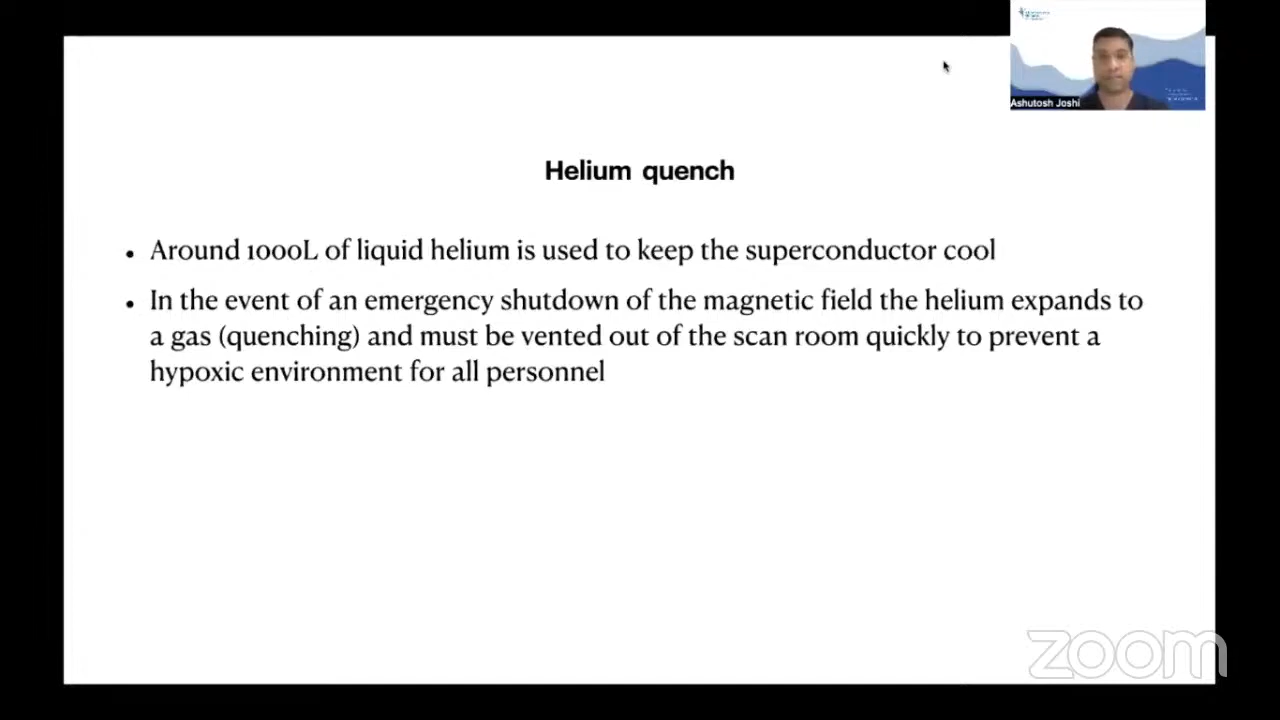 Ashutosh Joshi
Helium quench
• Around 1000L of liquid helium is used to keep the superconductor cool
• In the event of an emergency shutdown of the magnetic field the helium expands to
a gas (quenching) and must be vented out of the scan room quickly to prevent a
hypoxic environment for all personnel
zoom